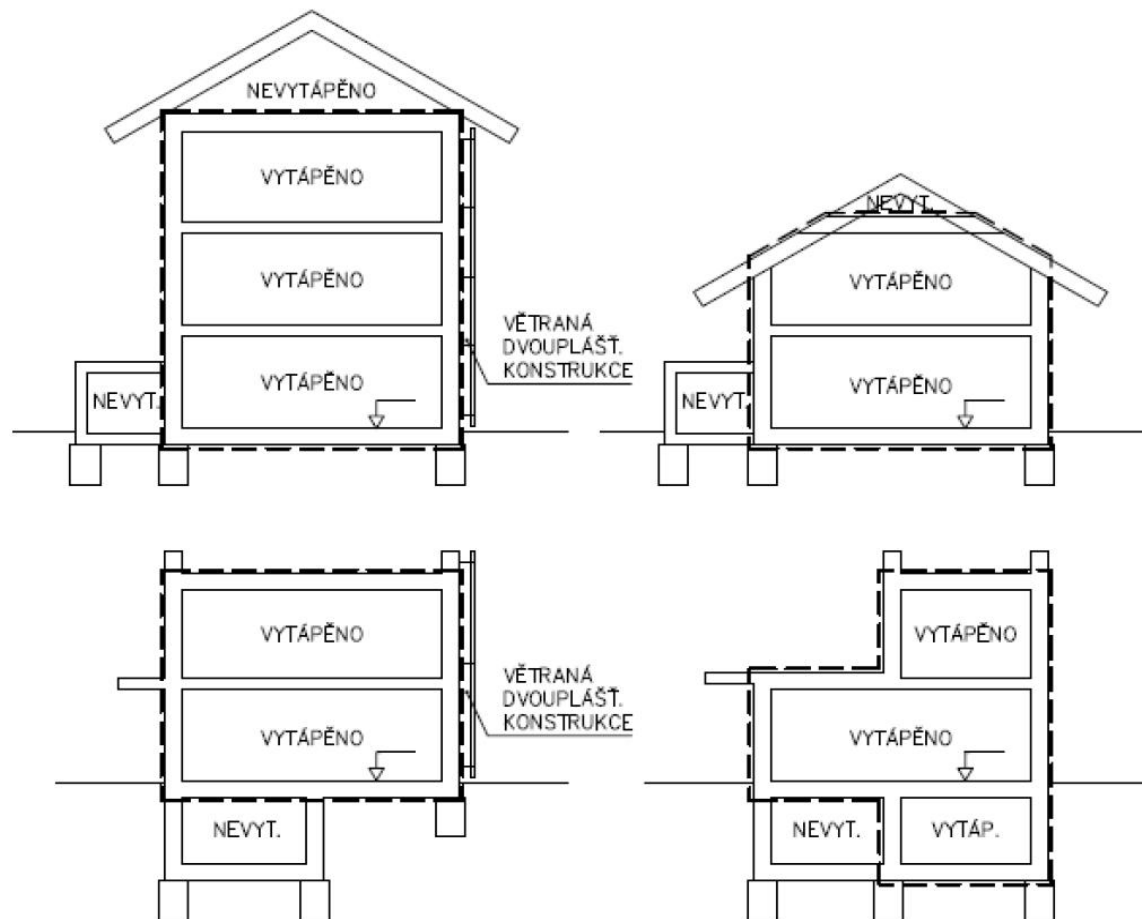 NEVYTÁPĚNO
VYTÁPĚNO
VYTÁPĚNO
VĚTRANÁ
DVOUPLÁŠŤ.
KONSTRUKCE
VYTÁPĚNO
NEVYT.
NEVYT.
VYTÁPĚNO
VYTÁPĚNO
NEVYT.
VYTÁPĚNO
VYTÁPĚNO
VĚTRANÁ
DVOUPLÁŠŤ.
KONSTRUKCE
NEVYT.
VYTÁPĚNO
VYTÁPĚNO
NEVYT.
VYTÁP.